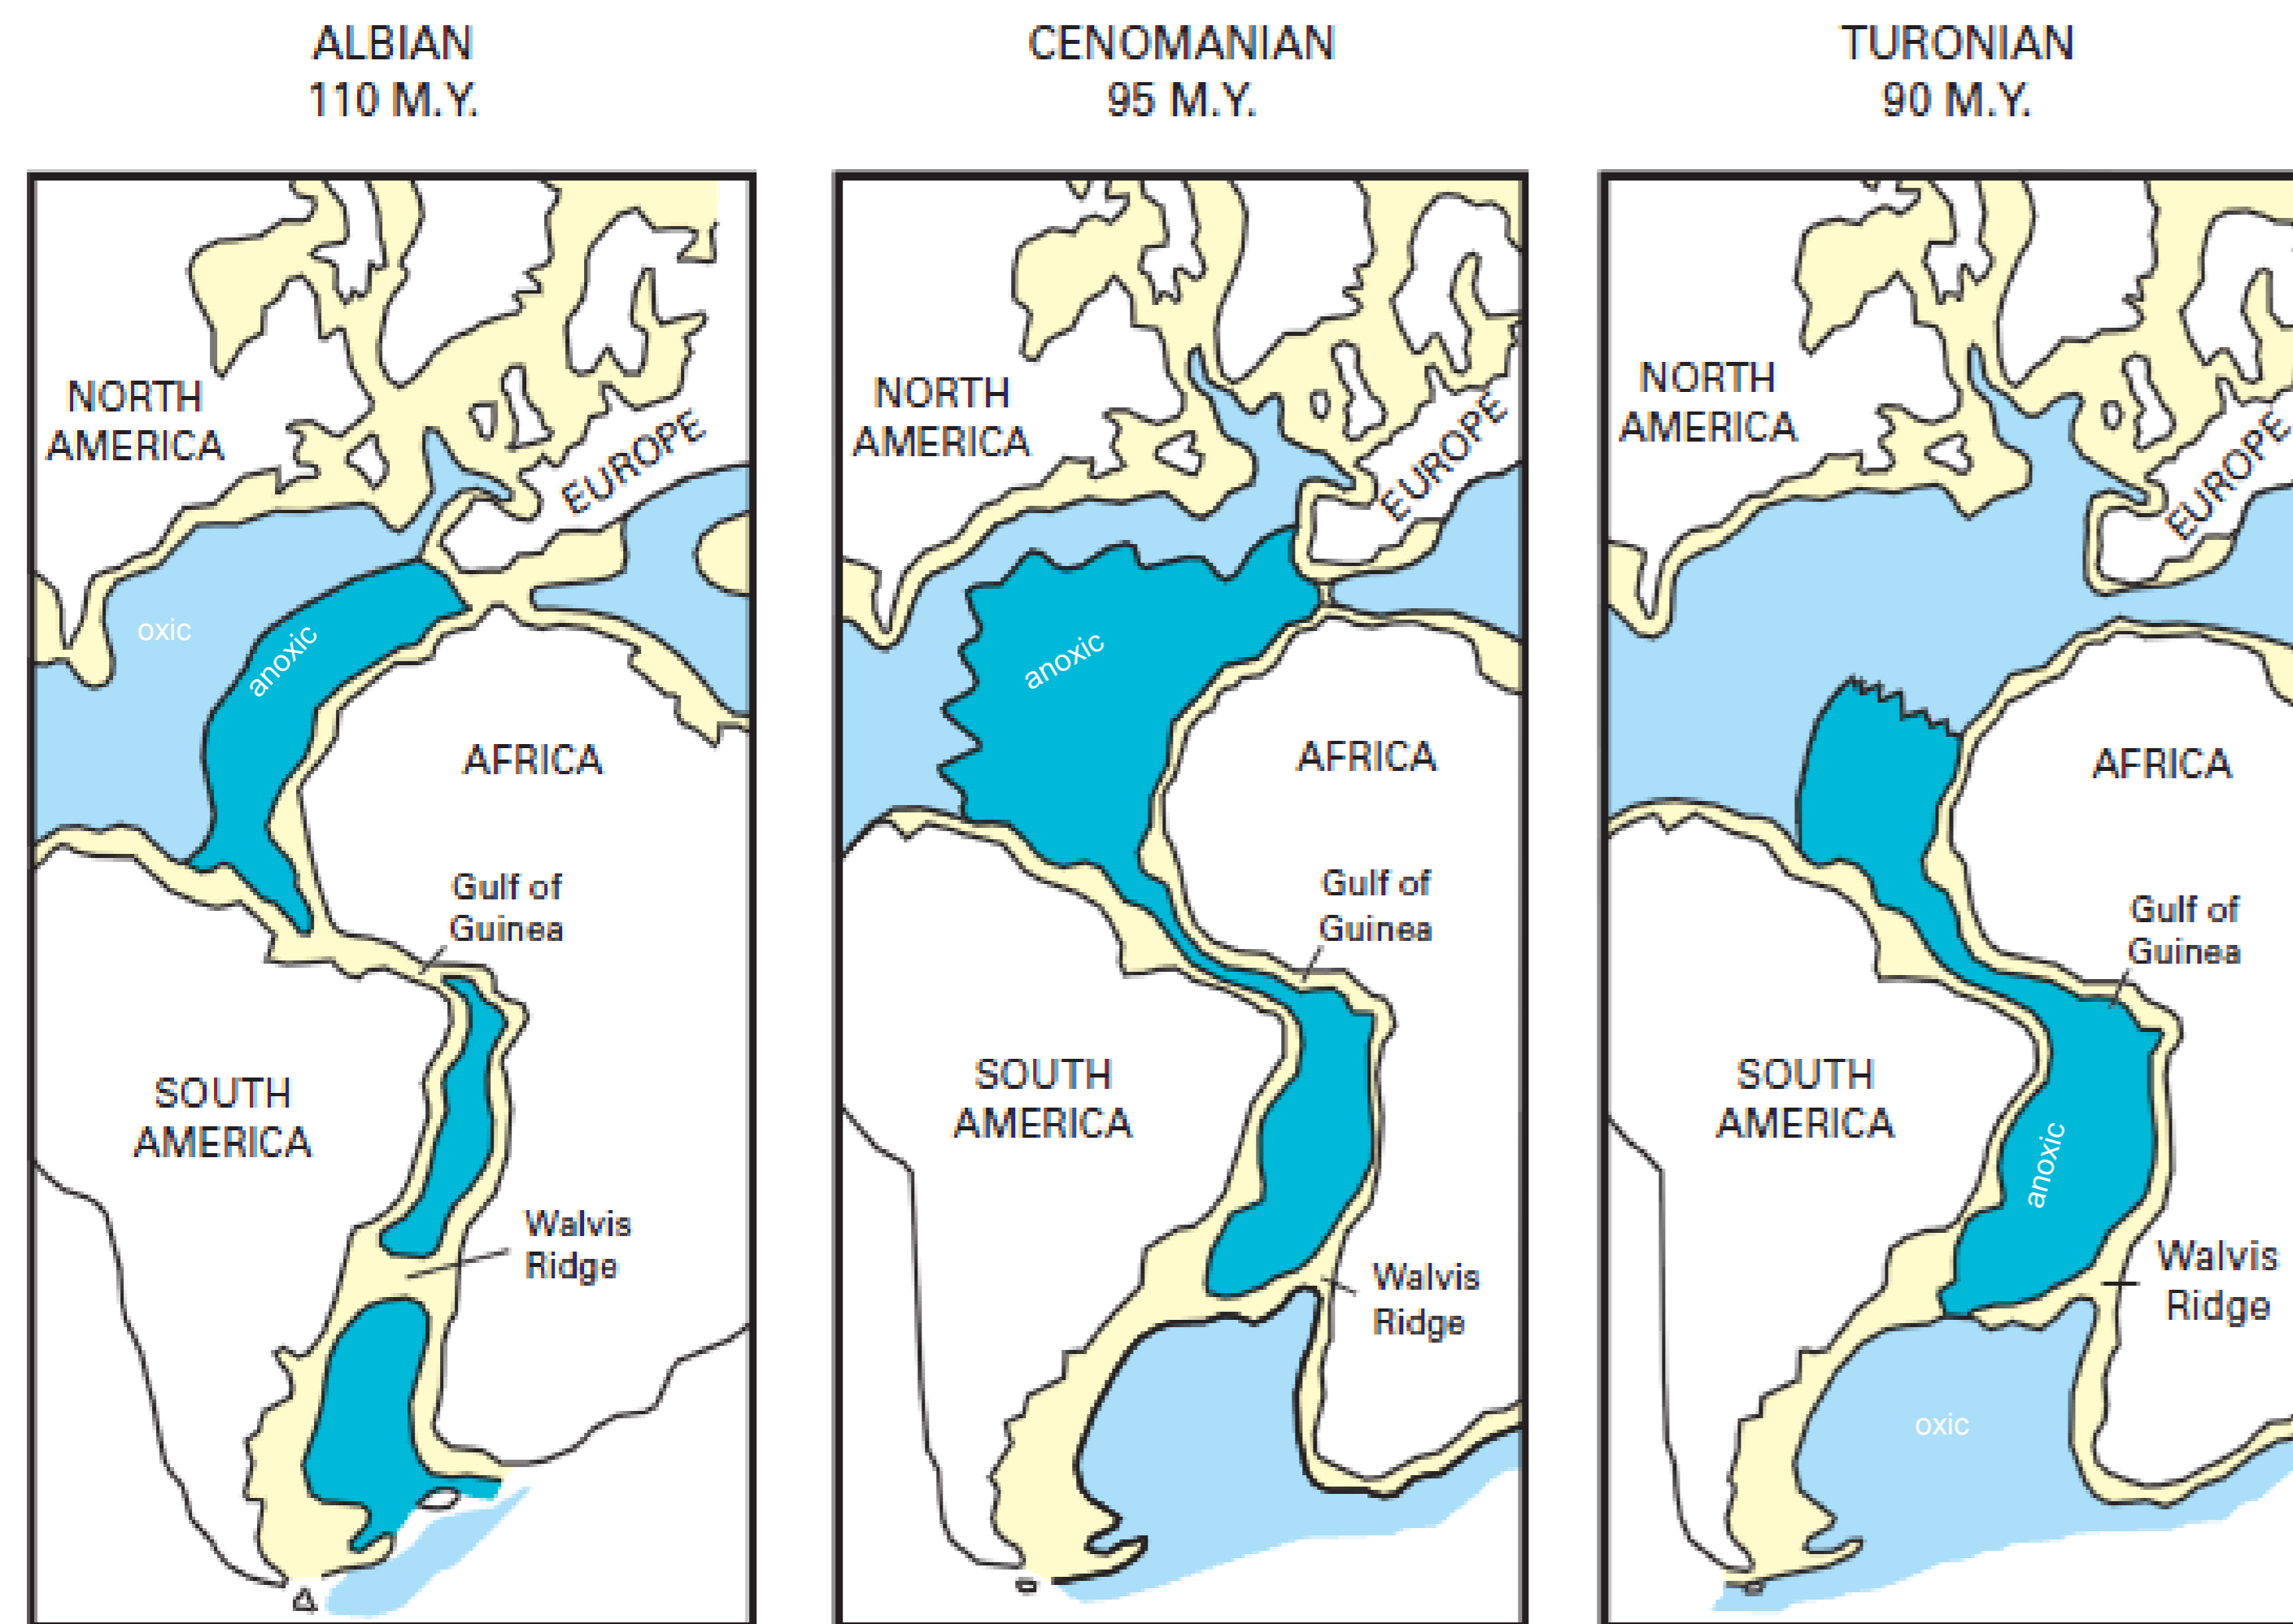 ALBIAN
110 M.Y.
CENOMANIAN
95 M.Y.
TURONIAN
90 M.Y.
NORTH
AMERICA
EUROPE
oxic
anoxic
AFRICA
Gulf of
Guinea
SOUTH
AMERICA
Walvis
Ridge
NORTH
AMERICA
EUROPE
anoxic
AFRICA
Gulf of
Guinea
SOUTH
AMERICA
Walvis
Ridge
NORTH
AMERICA
EUROPE
AFRICA
Gulf of
Guinea
SOUTH
AMERICA
anoxic
Walvis
Ridge
oxic